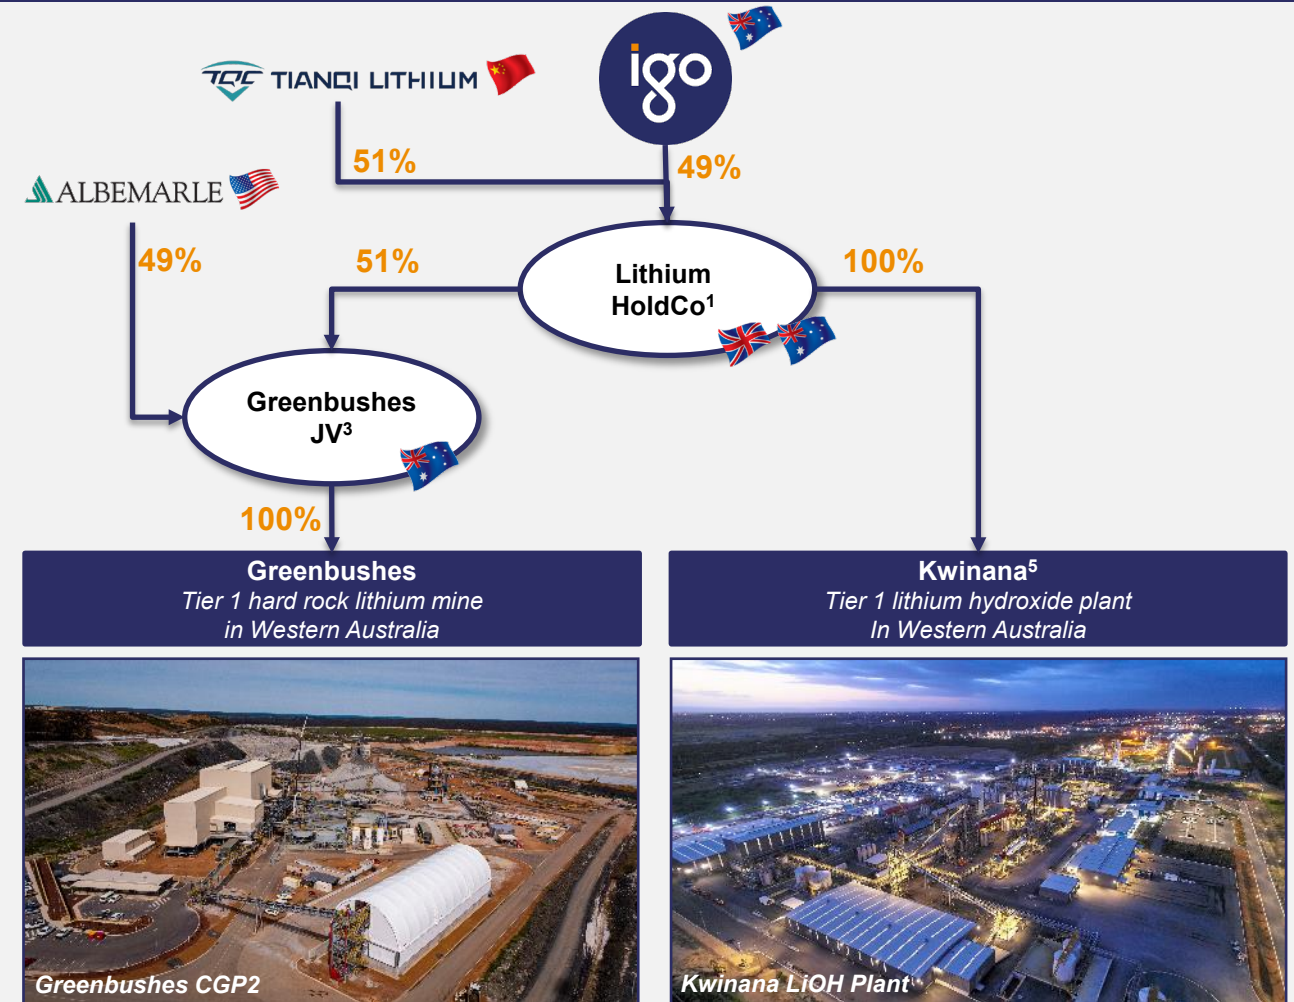 igo
TQC TIANQI LITHIUM
51%
49%
ALBEMARLE
49%
51%
100%
Lithium
HoldCo¹
Greenbushes
JV³
100%
Greenbushes
Tier 1 hard rock lithium mine
in Western Australia
Kwinana⁵
Tier 1 lithium hydroxide plant
In Western Australia
Greenbushes CGP2
Kwinana LiOH Plant